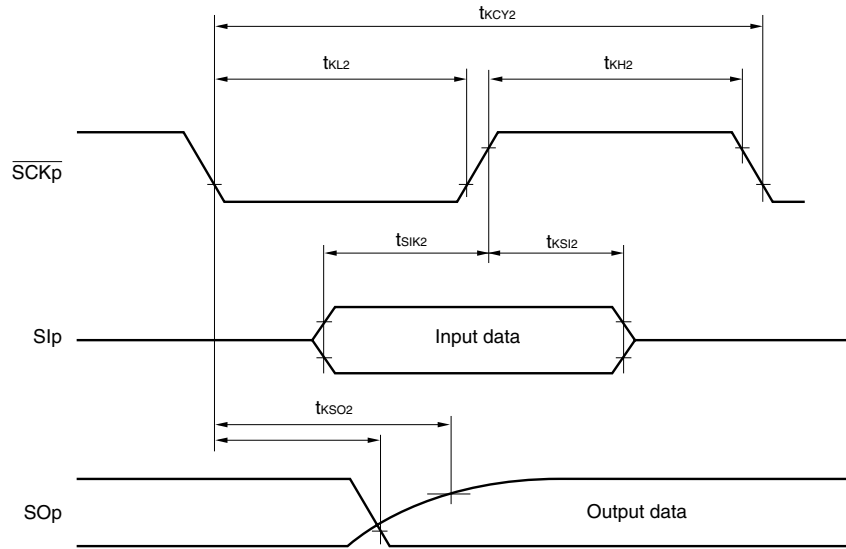 tKCY2
tKL2
tKH2
SCKp
tSIK2
tKSI2
SIp
Input data
tKSO2
SOp
Output data